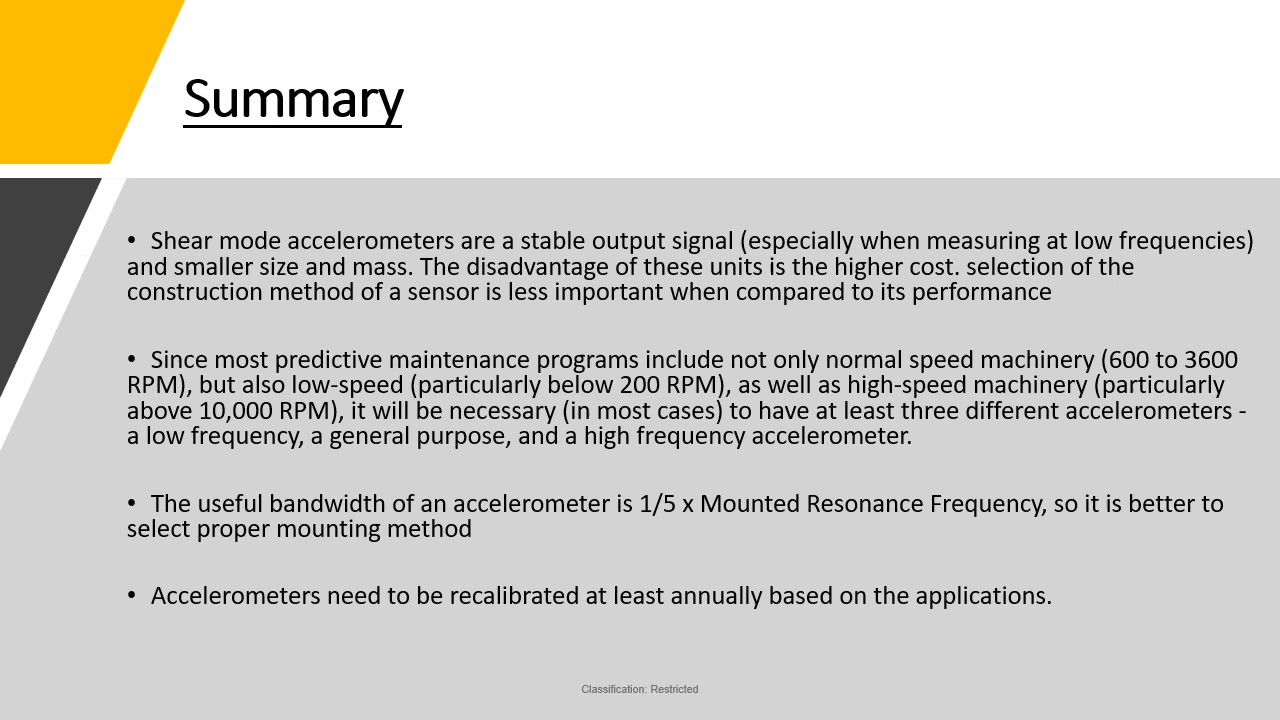 Summary
• Shear mode accelerometers are a stable output signal (especially when measuring at low frequencies)
and smaller size and mass. The disadvantage of these units is the higher cost. selection of the
construction method of a sensor is less important when compared to its performance
• Since most predictive maintenance programs include not only normal speed machinery (600 to 3600
RPM), but also low-speed (particularly below 200 RPM), as well as high-speed machinery (particularly
above 10,000 RPM), it will be necessary (in most cases) to have at least three different accelerometers -
a low frequency, a general purpose, and a high frequency accelerometer.
• The useful bandwidth of an accelerometer is 1/5 x Mounted Resonance Frequency, so it is better to
select proper mounting method
• Accelerometers need to be recalibrated at least annually based on the applications.
Classification: Restricted